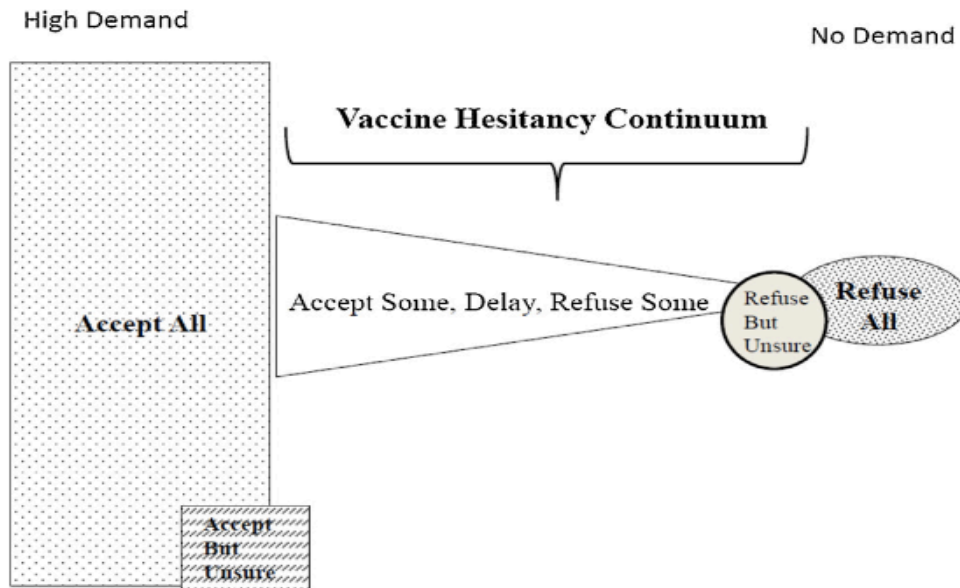 High Demand
No Demand
Vaccine Hesitancy Continuum
Accept All
Accept Some, Delay, Refuse Some
Refuse
But
Unsure
Refuse
All
Accept
But
Unsure